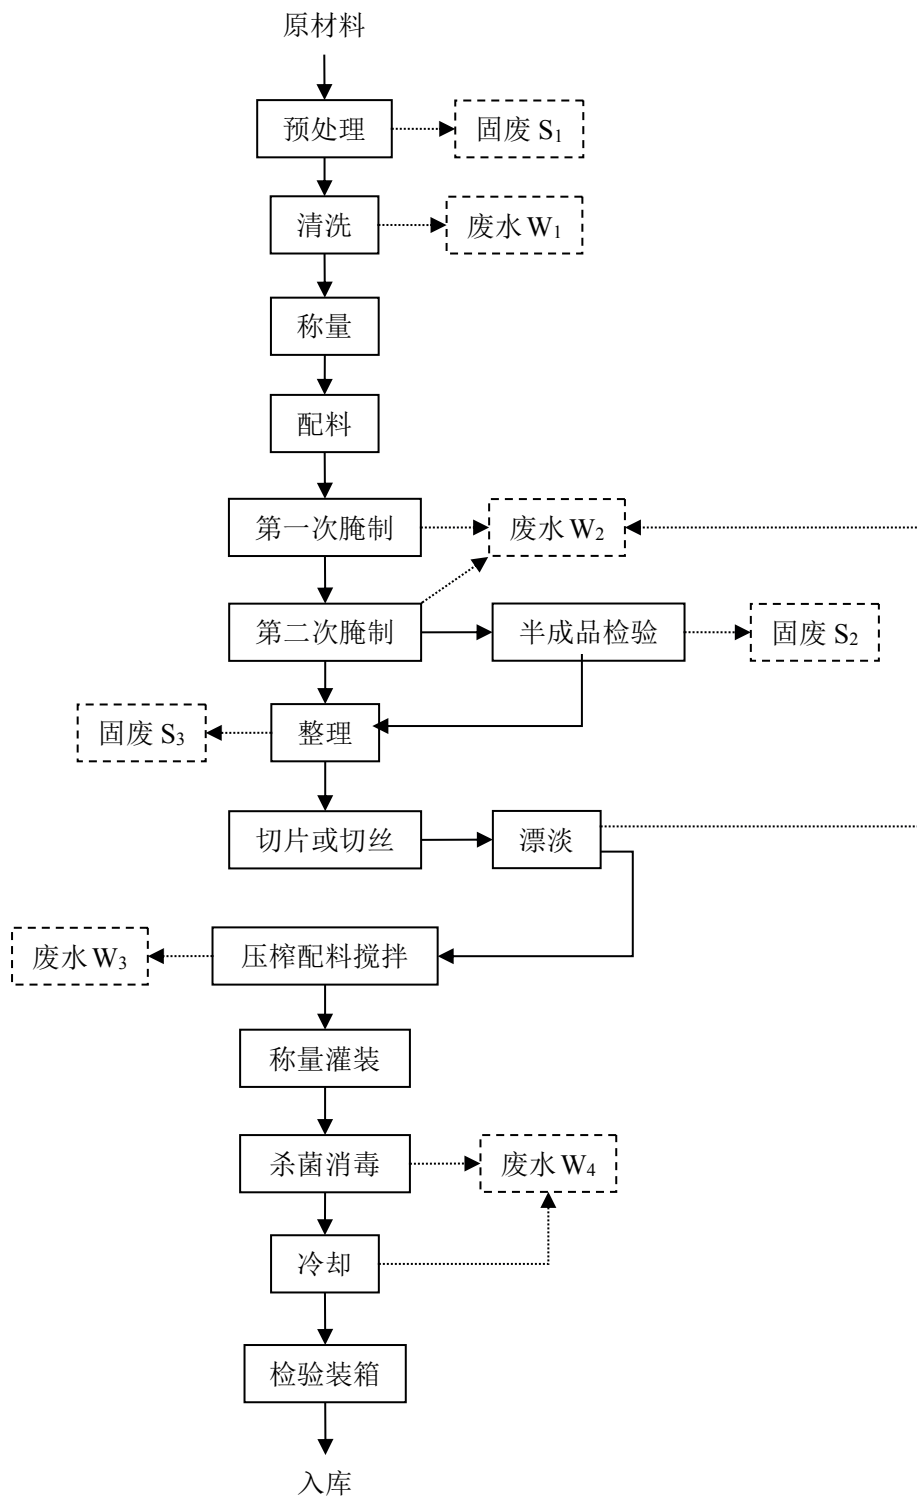 原材料
预处理
固废 S₁
清洗
废水 W₁
称量
配料
第一次腌制
废水 W₂
第二次腌制
半成品检验
固废 S₂
固废 S₃
整理
切片或切丝
漂淡
废水 W₃
压榨配料搅拌
称量灌装
杀菌消毒
废水 W₄
冷却
检验装箱
入库